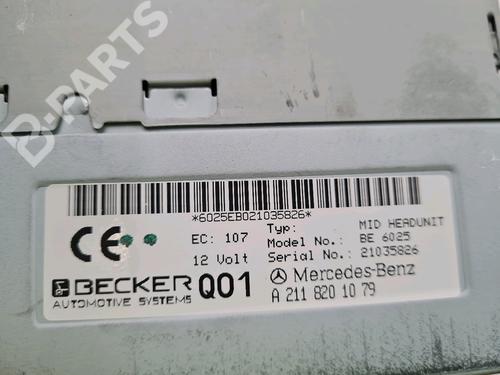 B-PARTS
*6025EB021035826*
CE
EC: 107
Typ: MID HEADUNIT
Model No.: BE 6025
12 Volt
Serial No.: 21035826
BECKER
AUTOMOTIVE SYSTEMS
Q01
Mercedes-Benz
A 211 820 10 79